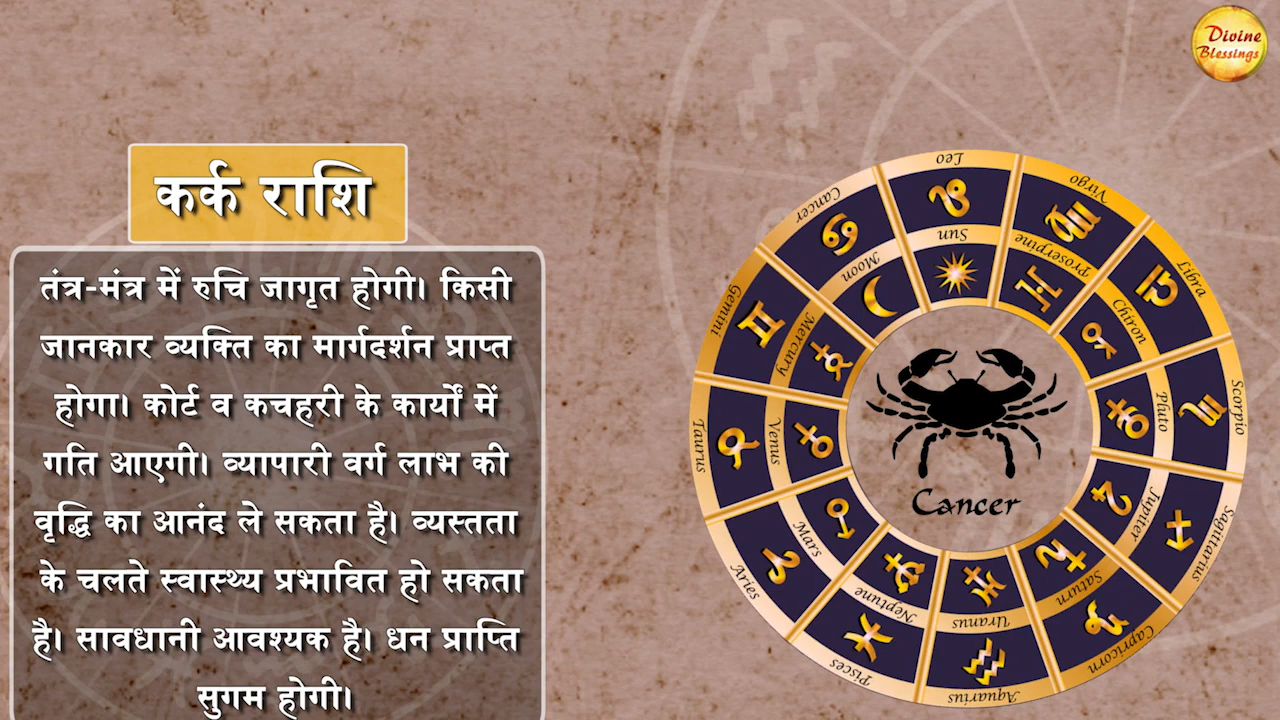 Divine
Blessings
कर्क राशि
तंत्र-मंत्र में रुचि जागृत होगी। किसी
जानकार व्यक्ति का मार्गदर्शन प्राप्त
होगा। कोर्ट व कचहरी के कार्यों में
गति आएगी। व्यापारी वर्ग लाभ की
वृद्धि का आनंद ले सकता है। व्यस्तता
के चलते स्वास्थ्य प्रभावित हो सकता
है। सावधानी आवश्यक है। धन प्राप्ति
सुगम होगी।
Leo
Virgo
Libra
Scorpio
Sagittarius
Capricorn
Aquarius
Pisces
Aries
Taurus
Gemini
Cancer
Sun
Proserpine
Chiron
Pluto
Jupiter
Saturn
Uranus
Neptune
Mars
Venus
Mercury
Moon
Cancer